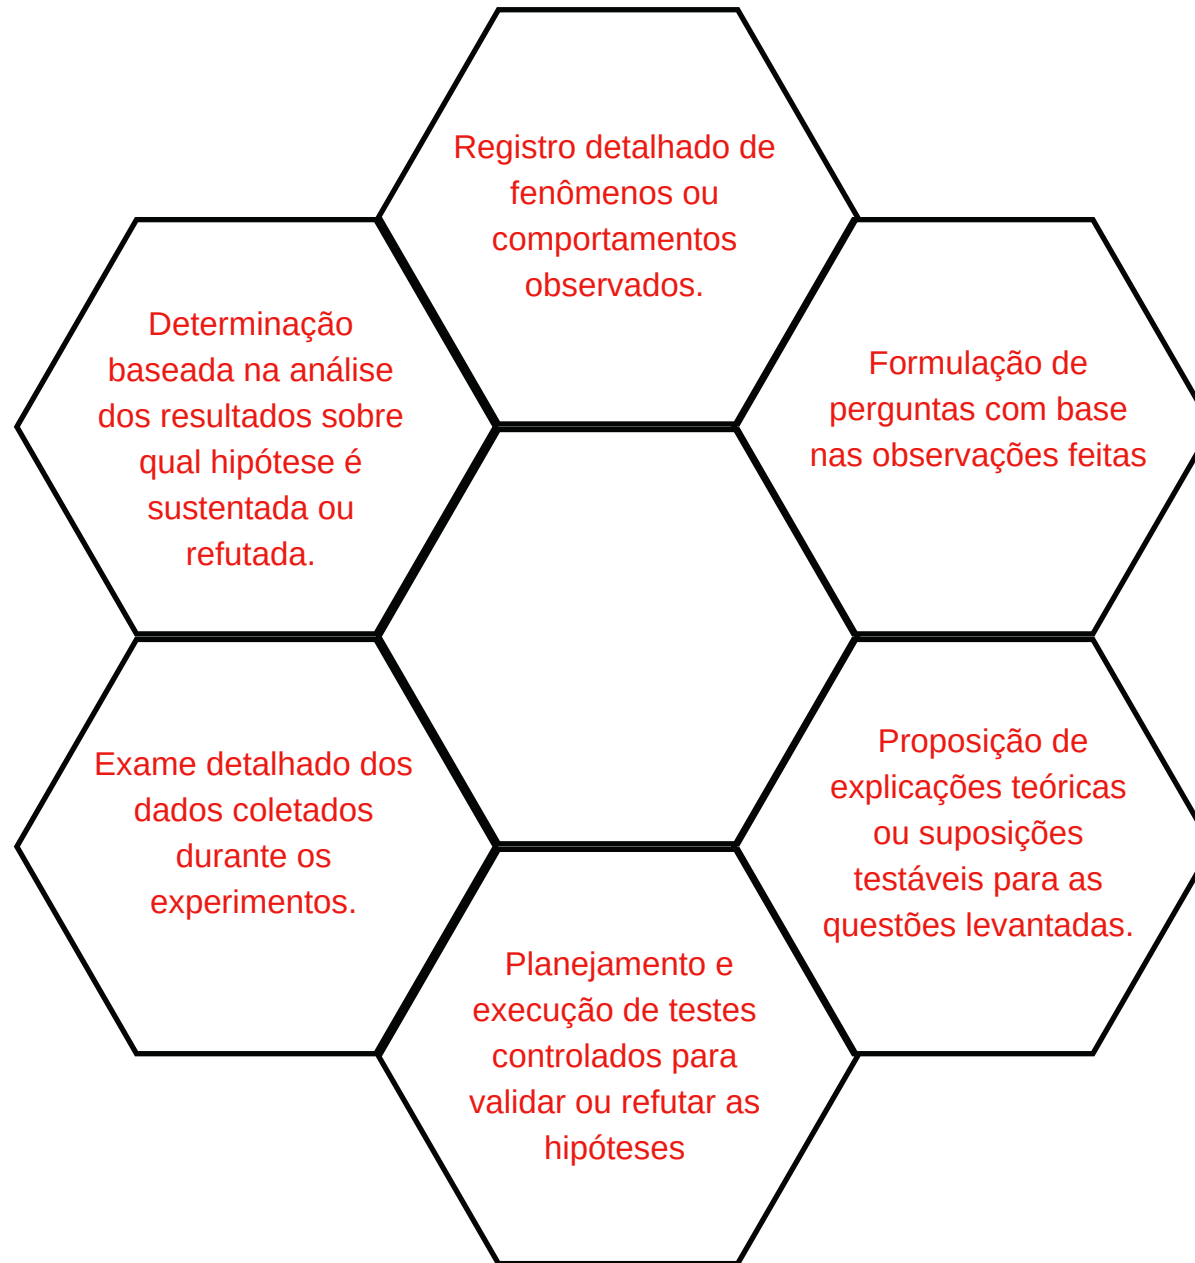 Registro detalhado de
fenômenos ou
comportamentos
observados.
Formulação de
perguntas com base
nas observações feitas
Proposição de
explicações teóricas
ou suposições
testáveis para as
questões levantadas.
Planejamento e
execução de testes
controlados para
validar ou refutar as
hipóteses
Exame detalhado dos
dados coletados
durante os
experimentos.
Determinação
baseada na análise
dos resultados sobre
qual hipótese é
sustentada ou
refutada.